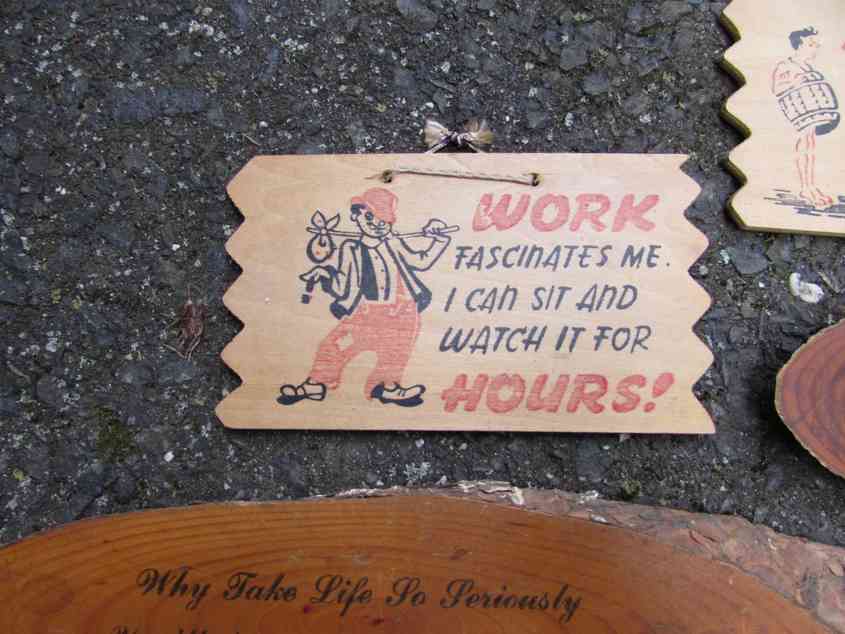 WORK
FASCINATES ME.
I CAN SIT AND
WATCH IT FOR
HOURS!
Why Take Life So Seriously